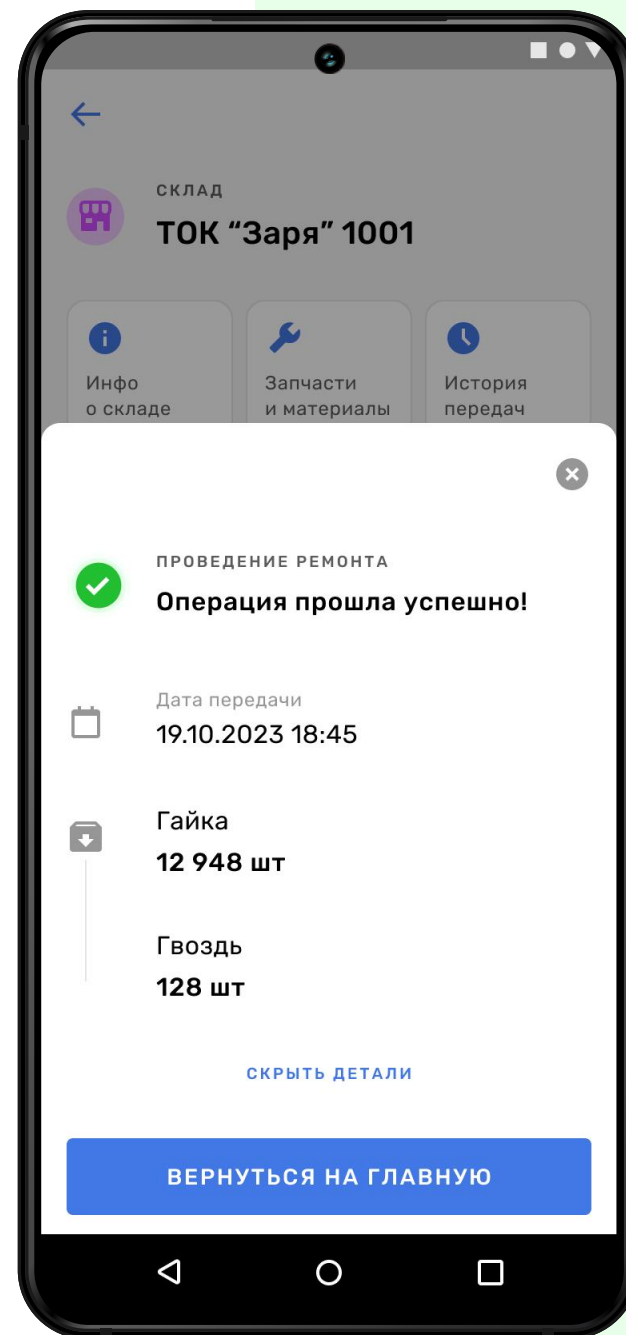 СКЛАД
ТОК “Заря” 1001
Инфо
о складе
Запчасти
и материалы
История
передач
ПРОВЕДЕНИЕ РЕМОНТА
Операция прошла успешно!
Дата передачи
19.10.2023 18:45
Гайка
12 948 шт
Гвоздь
128 шт
СКРЫТЬ ДЕТАЛИ
ВЕРНУТЬСЯ НА ГЛАВНУЮ